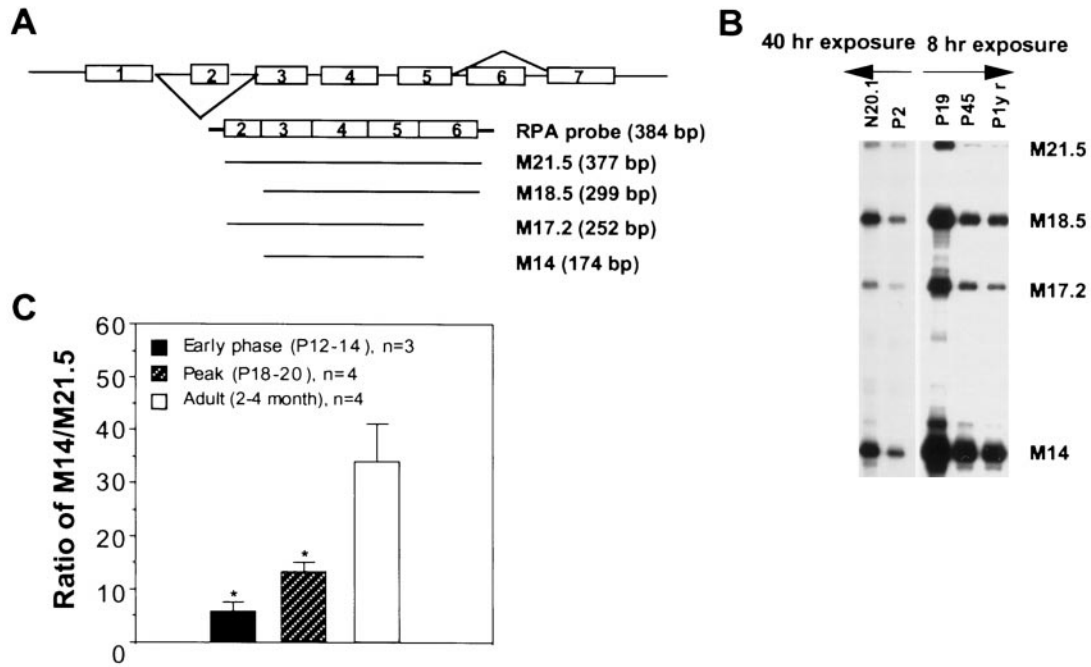 A
1 2 3 4 5 6 7
2 3 4 5 6 RPA probe (384 bp)
M21.5 (377 bp)
M18.5 (299 bp)
M17.2 (252 bp)
M14 (174 bp)
B
40 hr exposure 8 hr exposure
N20.1 P2 P19 P45 P1yr
M21.5
M18.5
M17.2
M14
C
Ratio of M14/M21.5
60
50
40
30
20
10
0
Early phase (P12-14), n=3
Peak (P18-20), n=4
Adult (2-4 month), n=4
* *